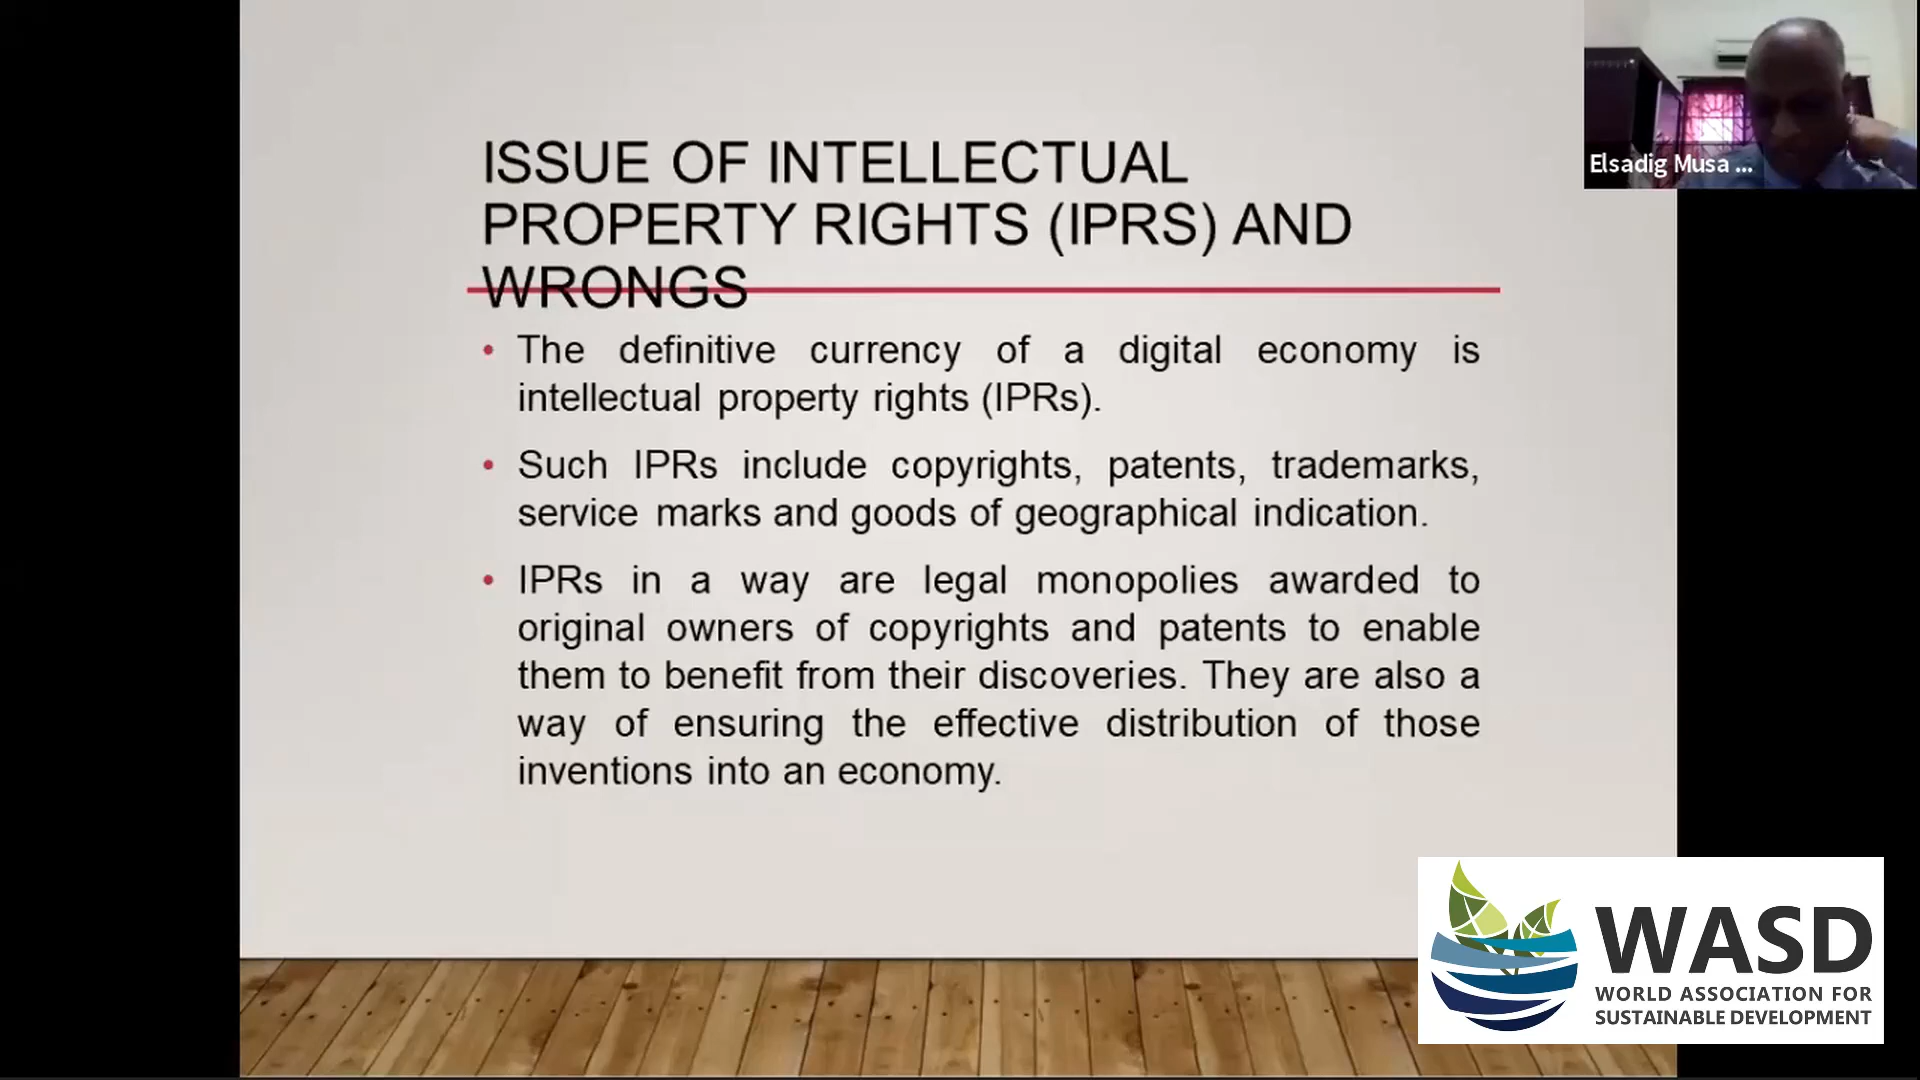 ISSUE OF INTELLECTUAL
PROPERTY RIGHTS (IPRS) AND
WRONGS
• The definitive currency of a digital economy is
intellectual property rights (IPRs).
• Such IPRs include copyrights, patents, trademarks,
service marks and goods of geographical indication.
• IPRs in a way are legal monopolies awarded to
original owners of copyrights and patents to enable
them to benefit from their discoveries. They are also a
way of ensuring the effective distribution of those
inventions into an economy.
Elsadig Musa ...
WASD
WORLD ASSOCIATION FOR
SUSTAINABLE DEVELOPMENT